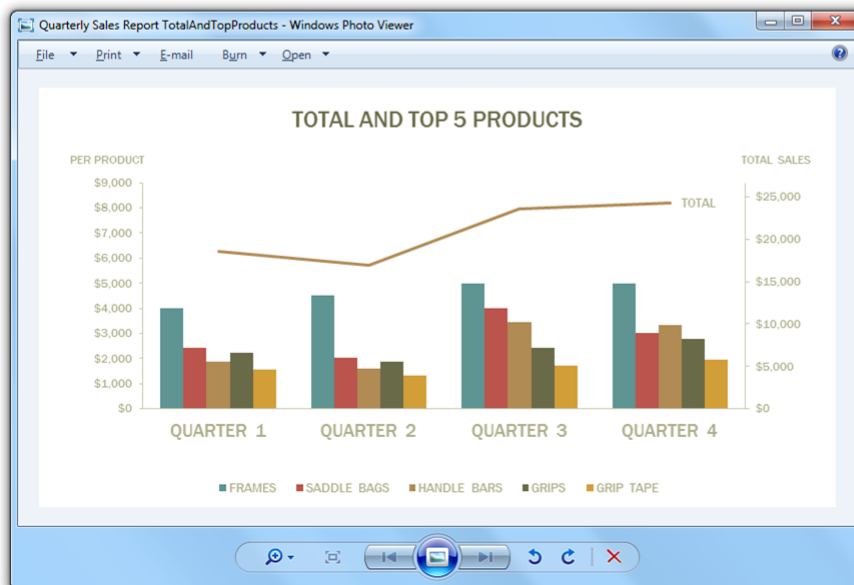 Quarterly Sales Report TotalAndTopProducts - Windows Photo Viewer
File Print E-mail Burn Open
TOTAL AND TOP 5 PRODUCTS
PER PRODUCT TOTAL SALES
$9,000
$8,000
$7,000
$6,000
$5,000
$4,000
$3,000
$2,000
$1,000
$0
TOTAL
$25,000
$20,000
$15,000
$10,000
$5,000
$0
QUARTER 1 QUARTER 2 QUARTER 3 QUARTER 4
FRAMES SADDLE BAGS HANDLE BARS GRIPS GRIP TAPE